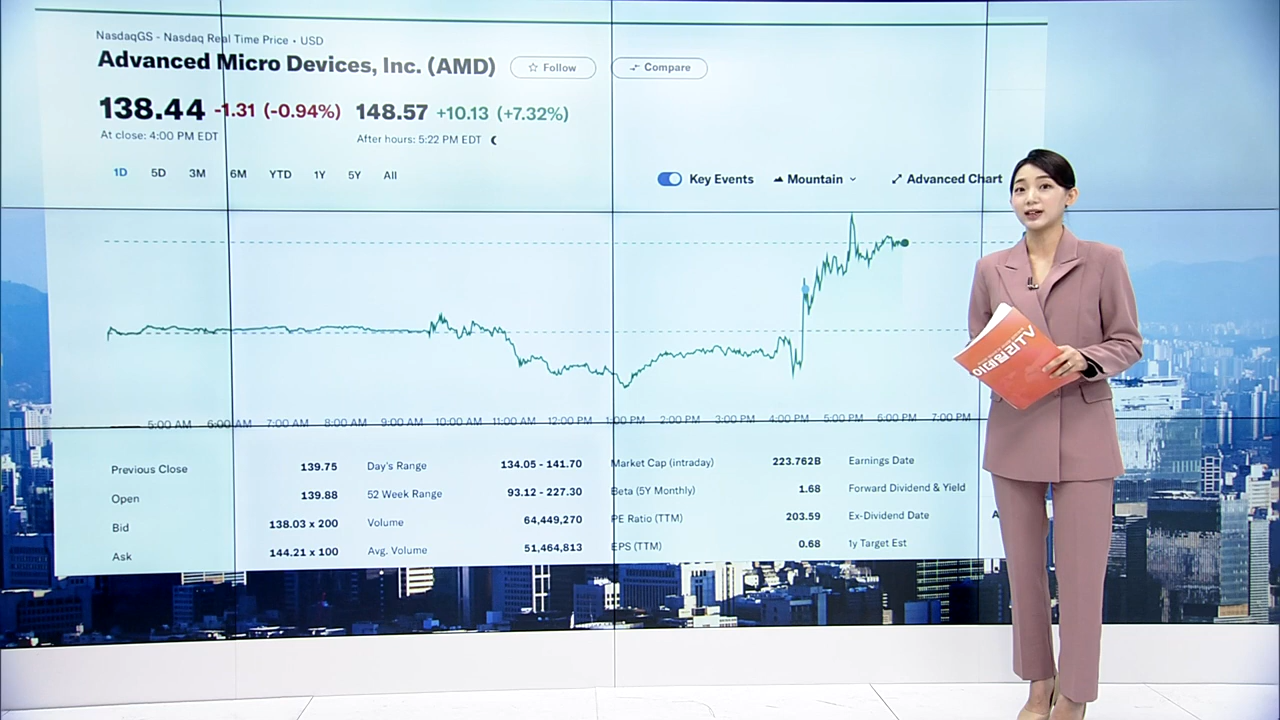 NasdaqGS - Nasdaq Real Time Price • USD
Advanced Micro Devices, Inc. (AMD)
☆ Follow
Compare
138.44 -1.31 (-0.94%) 148.57 +10.13 (+7.32%)
At close: 4:00 PM EDT
After hours: 5:22 PM EDT
1D 5D 3M 6M YTD 1Y 5Y All
Key Events Mountain Advanced Chart
5:00 AM 6:00 AM 7:00 AM 8:00 AM 9:00 AM 10:00 AM 11:00 AM 12:00 PM 1:00 PM 2:00 PM 3:00 PM 4:00 PM 5:00 PM 6:00 PM 7:00 PM
Previous Close 139.75 Day's Range 134.05 - 141.70 Market Cap (intraday) 223.762B Earnings Date
Open 139.88 52 Week Range 93.12 - 227.30 Beta (5Y Monthly) 1.68 Forward Dividend & Yield
Bid 138.03 x 200 Volume 64,449,270 PE Ratio (TTM) 203.59 Ex-Dividend Date A
Ask 144.21 x 100 Avg. Volume 51,464,813 EPS (TTM) 0.68 1y Target Est
이데일리TV